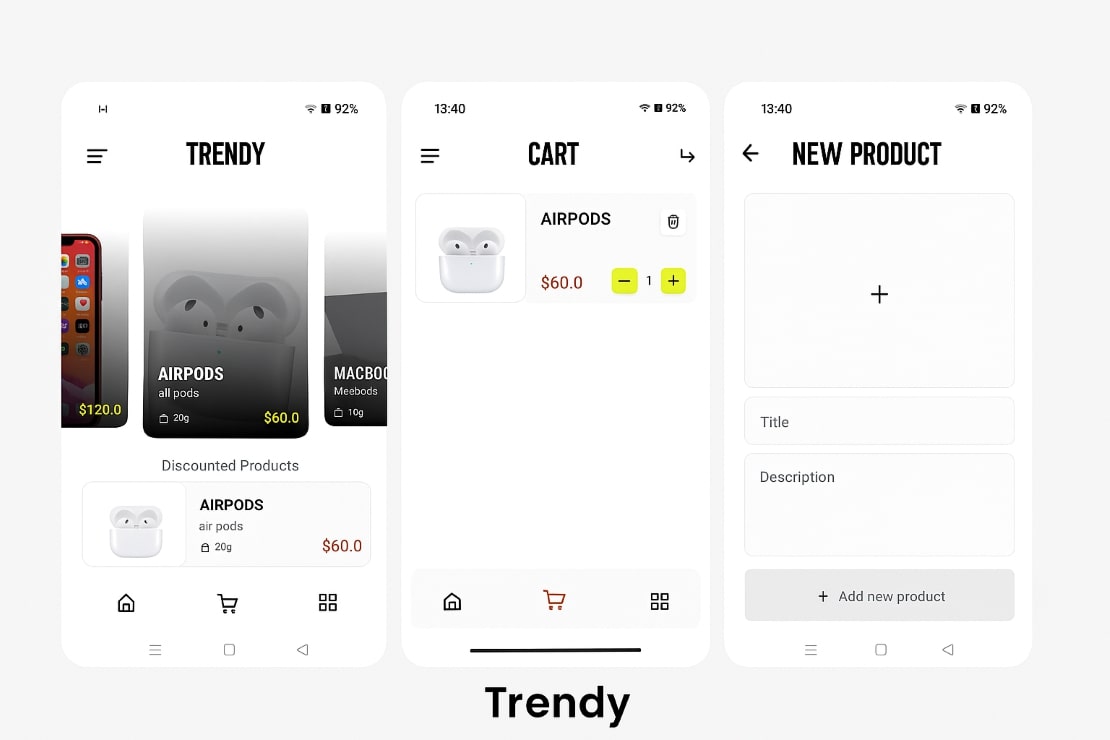 92%
TRENDY
$120.0
AIRPODS
all pods
20g
$60.0
MACBOO
Meebods
10g
Discounted Products
AIRPODS
air pods
20g
$60.0
13:40
92%
CART
AIRPODS
$60.0
1
13:40
92%
NEW PRODUCT
Title
Description
+ Add new product
Trendy